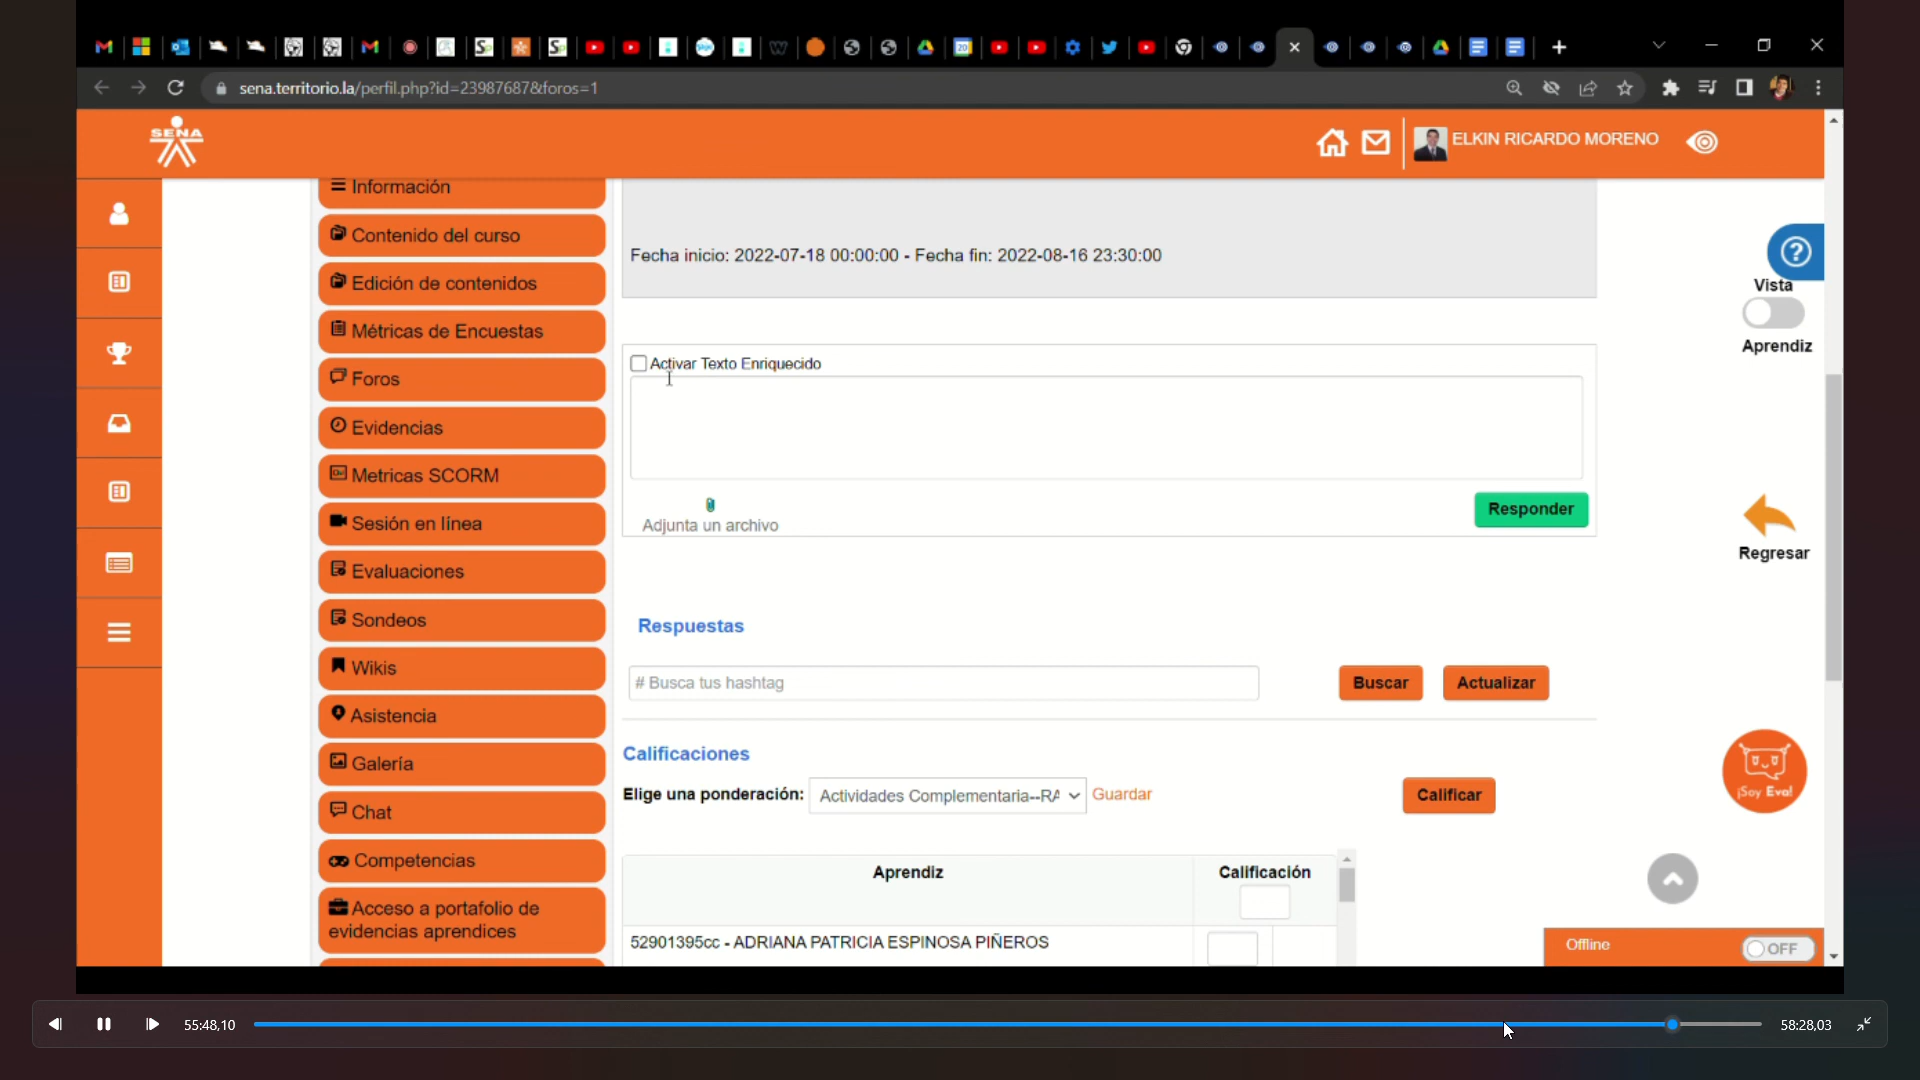 sena.territorio.la/perfil.php?id=23987687&foros=1
SENA
ELKIN RICARDO MORENO
Información
Contenido del curso
Edición de contenidos
Métricas de Encuestas
Foros
Evidencias
Metricas SCORM
Sesión en línea
Evaluaciones
Sondeos
Wikis
Asistencia
Galería
Chat
Competencias
Acceso a portafolio de
evidencias aprendices
Fecha inicio: 2022-07-18 00:00:00 - Fecha fin: 2022-08-16 23:30:00
Activar Texto Enriquecido
Adjunta un archivo
Responder
Respuestas
# Busca tus hashtag
Buscar
Actualizar
Calificaciones
Elige una ponderación:
Actividades Complementaria--RA
Guardar
Calificar
Aprendiz
Calificación
52901395cc - ADRIANA PATRICIA ESPINOSA PIÑEROS
Vista
Aprendiz
Regresar
¡Soy Eva!
Offline
OFF
55:48,10
58:28,03